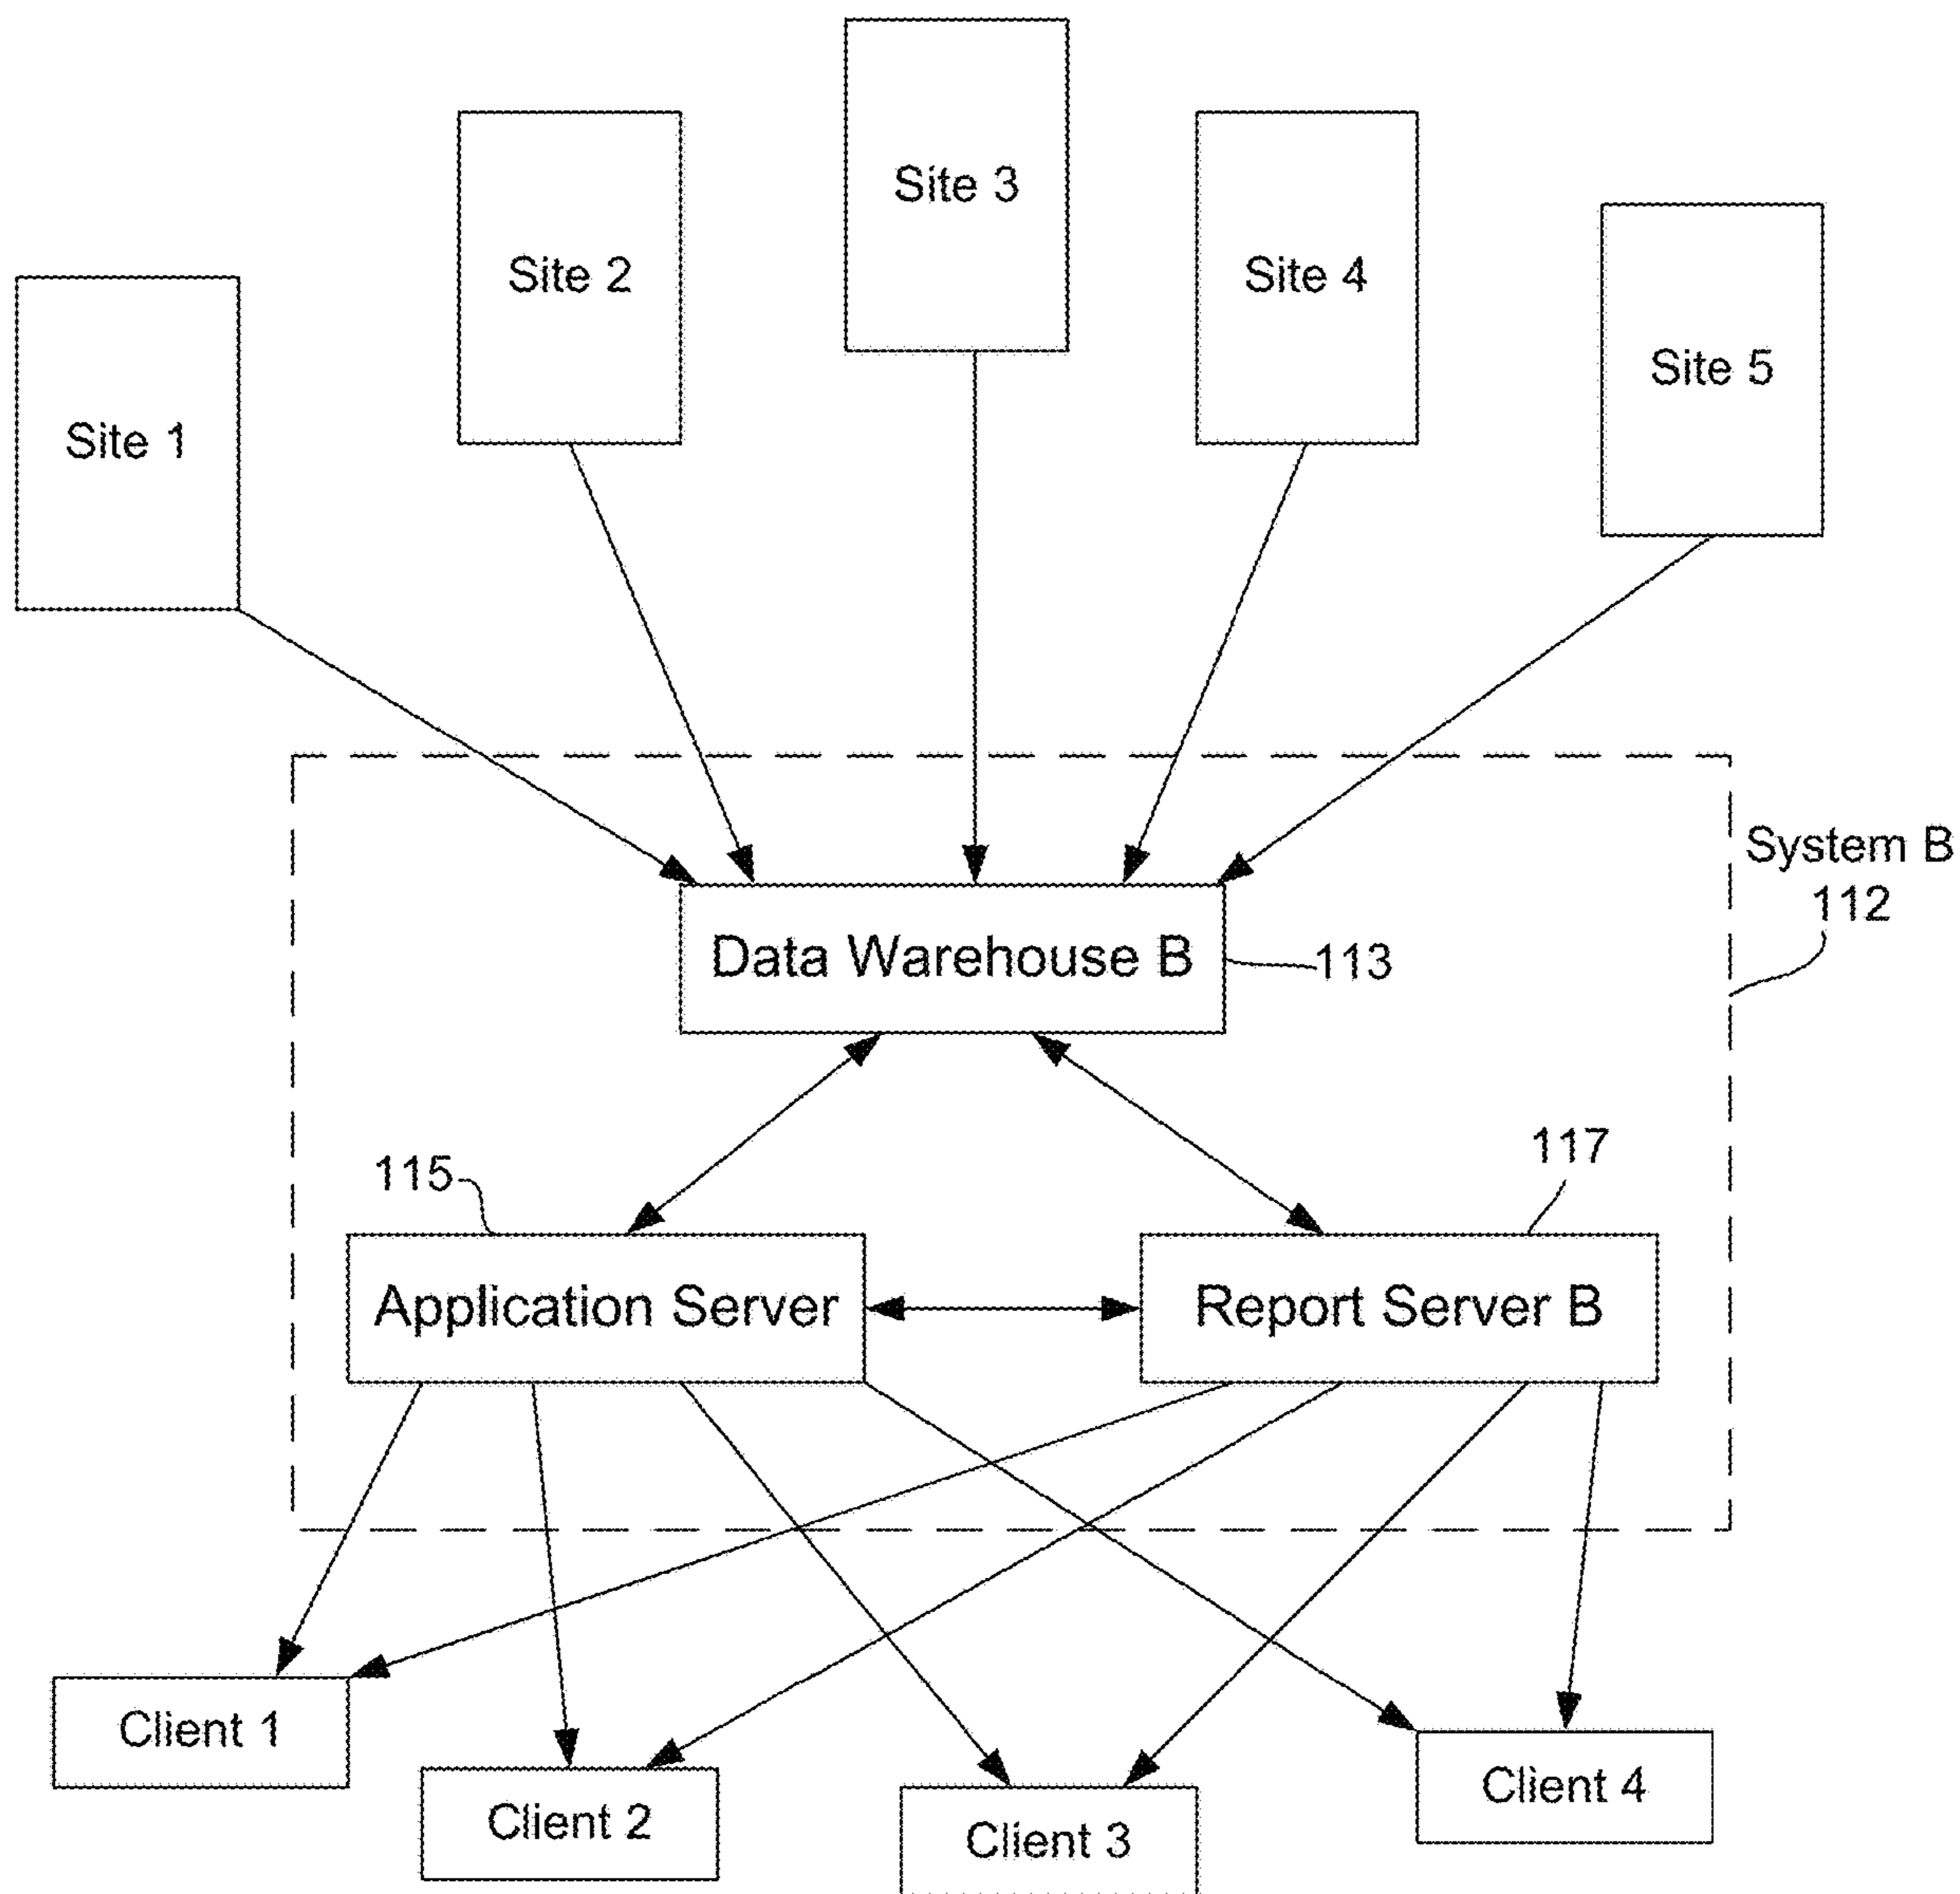 Site 3
Site 2
Site 4
Site 5
Site 1
System B
112
Data Warehouse B
113
115
117
Application Server
Report Server B
Client 1
Client 4
Client 2
Client 3